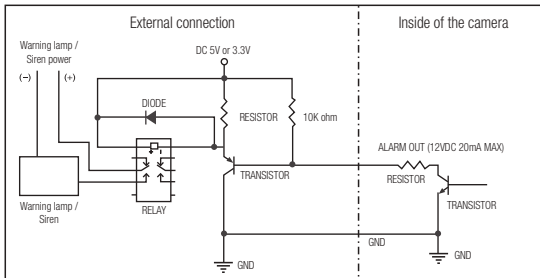 External connection
Inside of the camera
Warning lamp /
Siren power
(−)
(+)
DC 5V or 3.3V
DIODE
RESISTOR
10K ohm
ALARM OUT (12VDC 20mA MAX)
+
-
TRANSISTOR
RESISTOR
TRANSISTOR
Warning lamp /
Siren
RELAY
GND
GND
GND